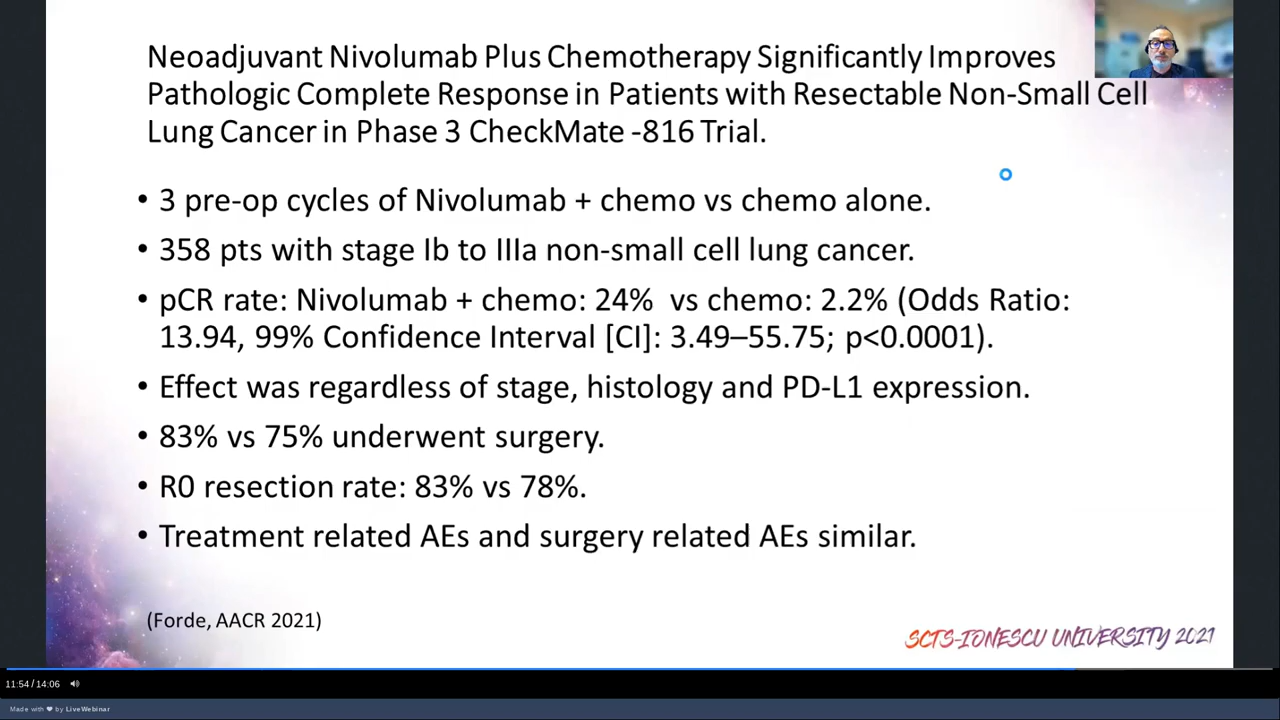 Neoadjuvant Nivolumab Plus Chemotherapy Significantly Improves
Pathologic Complete Response in Patients with Resectable Non-Small Cell
Lung Cancer in Phase 3 CheckMate -816 Trial.
• 3 pre-op cycles of Nivolumab + chemo vs chemo alone.
• 358 pts with stage Ib to IIIa non-small cell lung cancer.
• pCR rate: Nivolumab + chemo: 24% vs chemo: 2.2% (Odds Ratio:
13.94, 99% Confidence Interval [CI]: 3.49–55.75; p<0.0001).
• Effect was regardless of stage, histology and PD-L1 expression.
• 83% vs 75% underwent surgery.
• R0 resection rate: 83% vs 78%.
• Treatment related AEs and surgery related AEs similar.
(Forde, AACR 2021)
SCTS-IONESCU UNIVERSITY 2021
11:54 / 14:06
Made with ❤ by LiveWebinar